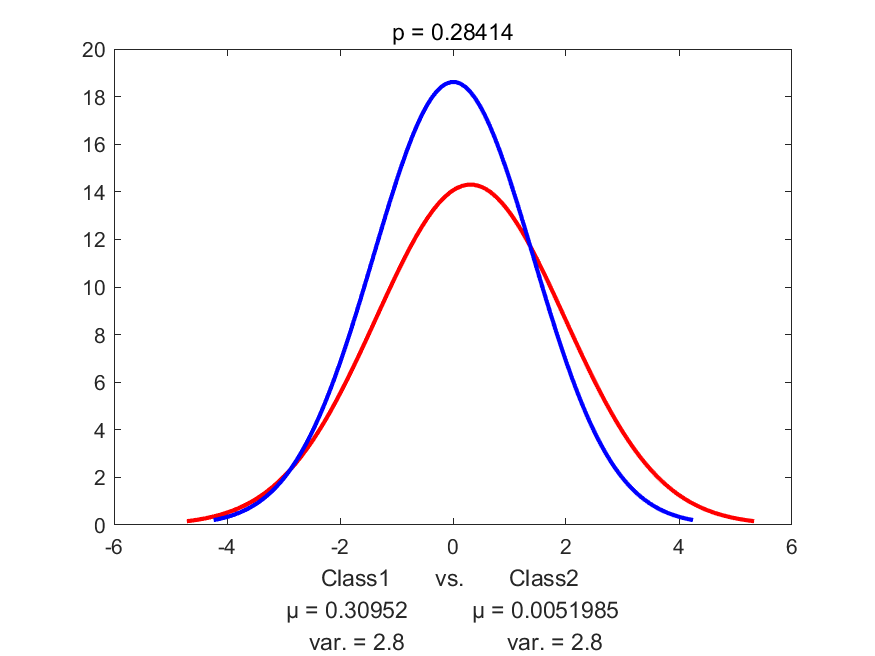 p = 0.28414
20
18
16
14
12
10
8
6
4
2
0
-6 -4 -2 0 2 4 6
Class1 vs. Class2
μ = 0.30952 μ = 0.0051985
var. = 2.8 var. = 2.8